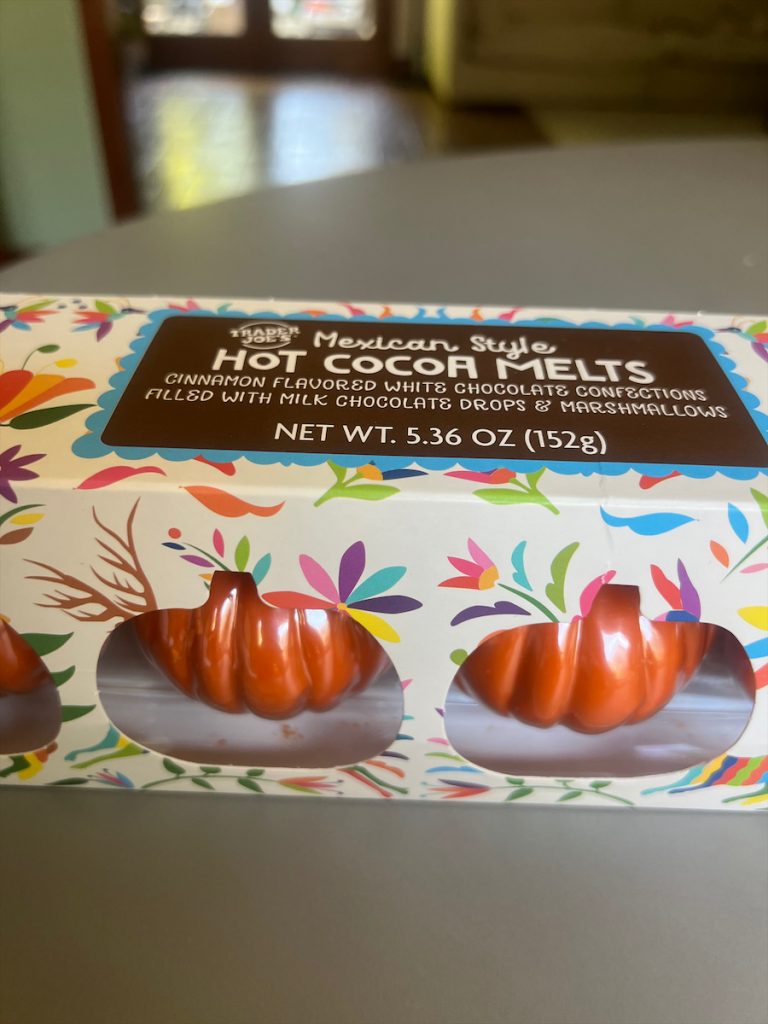 TRADER JOE'S
Mexican Style
HOT COCOA MELTS
CINNAMON FLAVORED WHITE CHOCOLATE CONFECTIONS
FILLED WITH MILK CHOCOLATE DROPS & MARSHMALLOWS
NET WT. 5.36 OZ (152g)